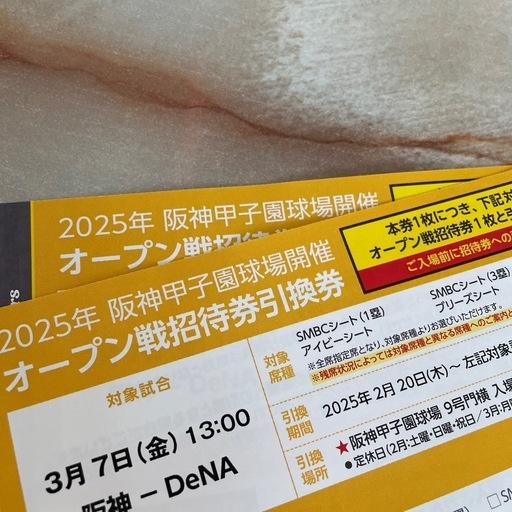 2025年 阪神甲子園球場開催
オープン戦招待券
本券1枚につき、下記対
オープン戦招待券1枚と引
ご入場前に招待券への
2025年 阪神甲子園球場開催
オープン戦招待券引換券
対象試合
3月7日(金) 13:00
阪神 − DeNA
対象席種
SMBCシート(1塁)
SMBCシート(3塁)
アイビーシート
ブリーズシート
※全席指定席となり、対象席種よりお選びいただきます。
※残席状況によっては対象席種と異なる席種へのご案内と
引換期間
2025年2月20日(木)～左記対象
引換場所
★阪神甲子園球場 9号門横 入場
●定休日(2月:土曜・日曜・祝日/3月:月